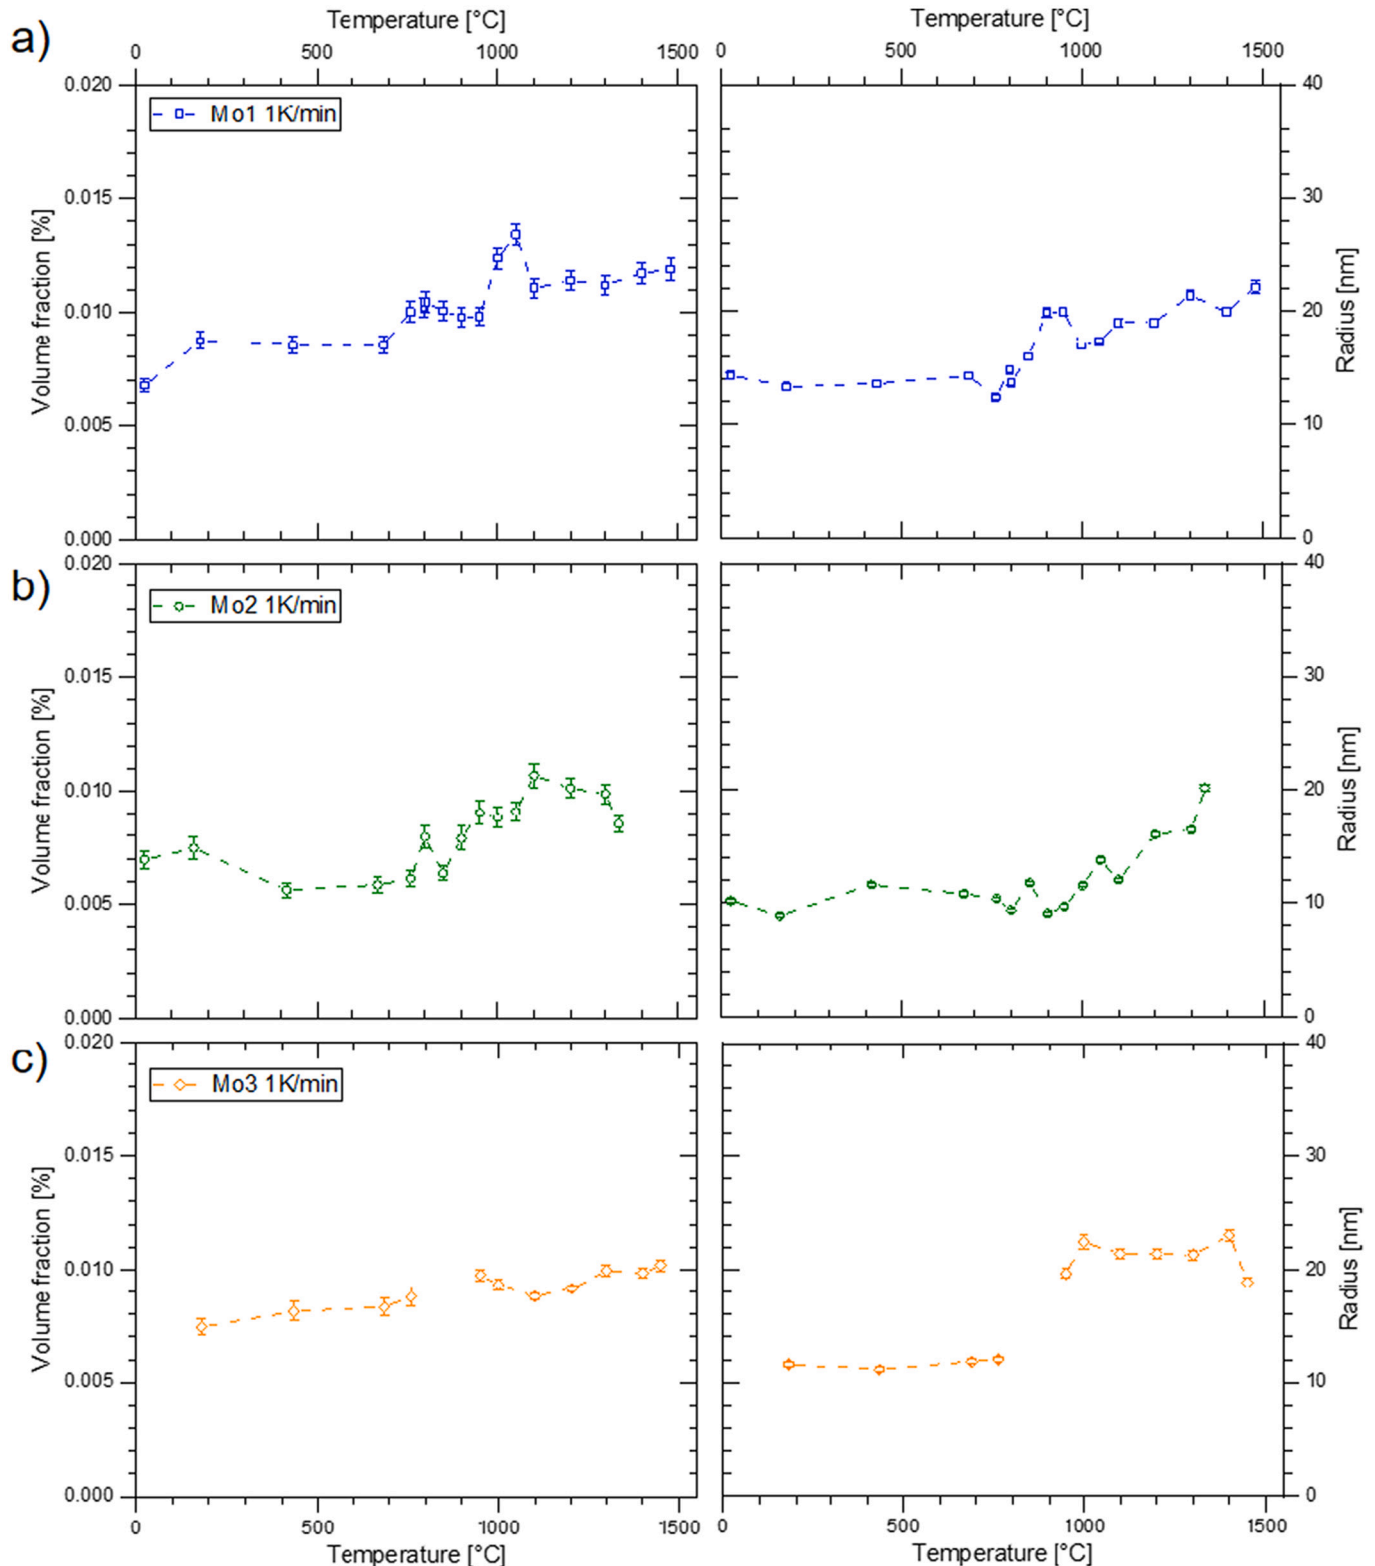 a)
Temperature [°C]
0 500 1000 1500
Temperature [°C]
0 500 1000 1500
Mo1 1K/min
Volume fraction [%]
0.020
0.015
0.010
0.005
0.000
Radius [nm]
40
30
20
10
0
b)
Mo2 1K/min
Volume fraction [%]
0.020
0.015
0.010
0.005
0.000
Radius [nm]
40
30
20
10
0
c)
Mo3 1K/min
Volume fraction [%]
0.020
0.015
0.010
0.005
0.000
Radius [nm]
40
30
20
10
0
0 500 1000 1500
Temperature [°C]
0 500 1000 1500
Temperature [°C]